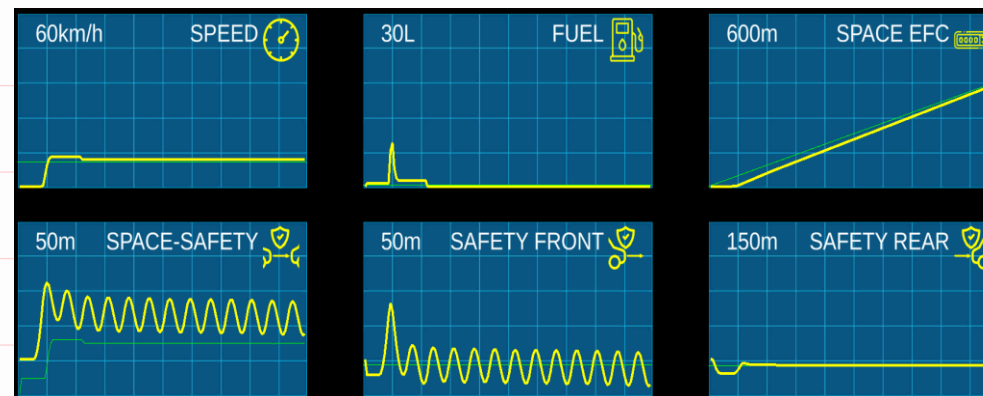 60km/h SPEED
30L FUEL
600m SPACE EFC
50m SPACE-SAFETY
50m SAFETY FRONT
150m SAFETY REAR